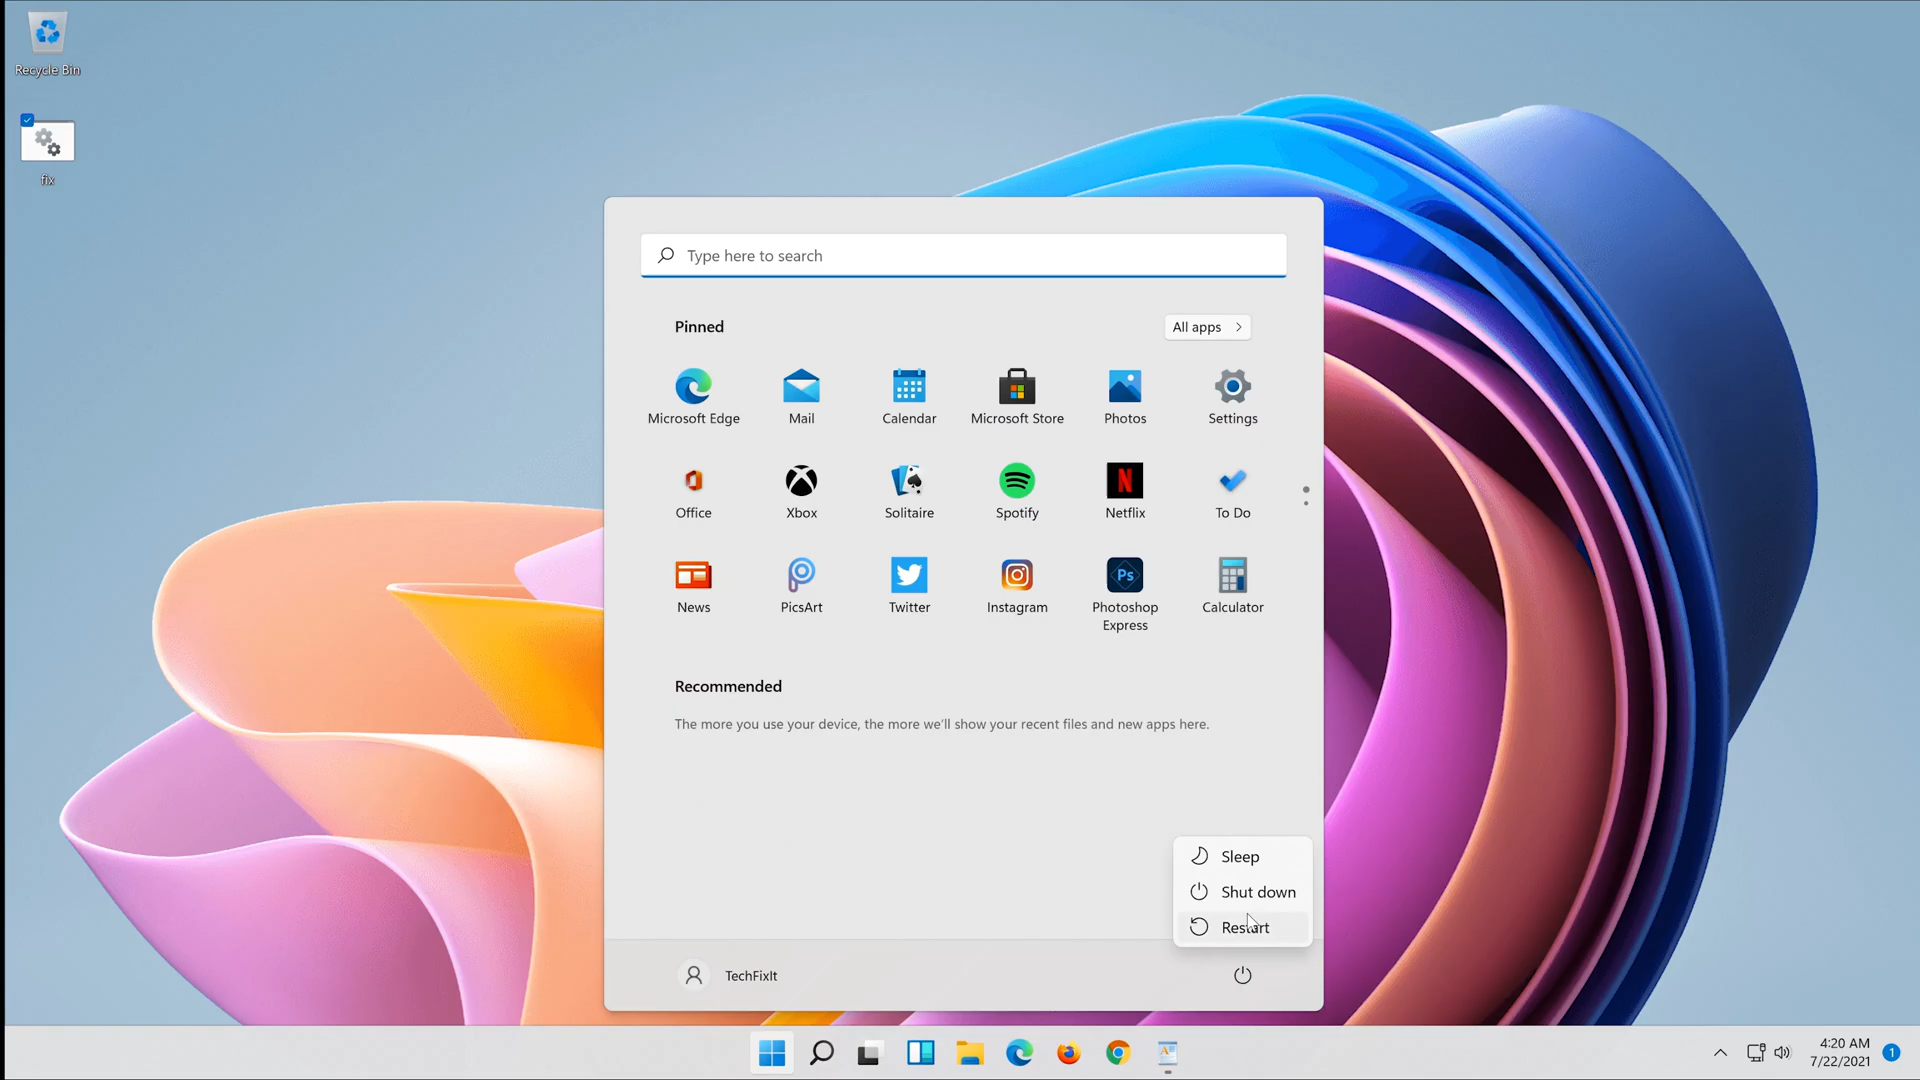 Recycle Bin
fix
Type here to search
Pinned
All apps
Microsoft Edge
Mail
Calendar
Microsoft Store
Photos
Settings
Office
Xbox
Solitaire
Spotify
Netflix
To Do
News
PicsArt
Twitter
Instagram
Ps
Photoshop
Express
Calculator
Recommended
The more you use your device, the more we'll show your recent files and new apps here.
Sleep
Shut down
Restart
TechFixIt
4:20 AM
7/22/2021
1